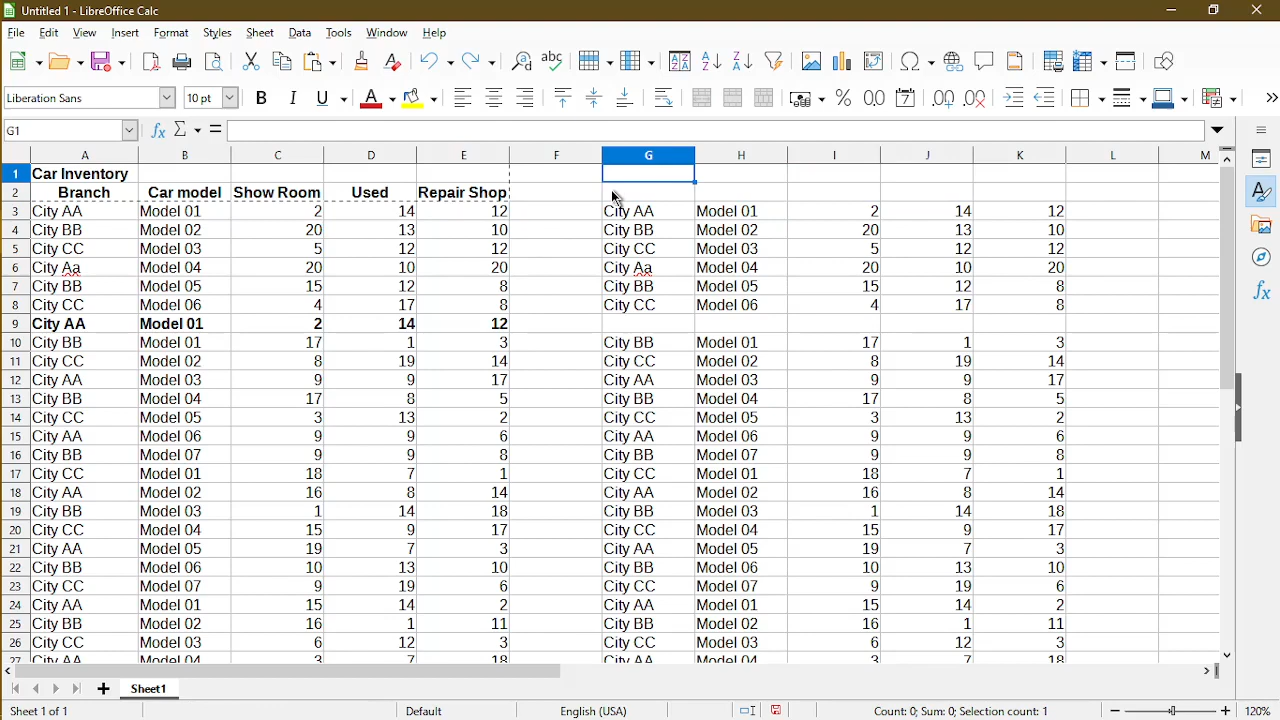 Untitled 1 - LibreOffice Calc
File Edit View Insert Format Styles Sheet Data Tools Window Help
Liberation Sans 10 pt
G1
A B C D E F G H I J K L M
1 Car Inventory
2 Branch Car model Show Room Used Repair Shop
3 City AA Model 01 2 14 12 City AA Model 01 2 14 12
4 City BB Model 02 20 13 10 City BB Model 02 20 13 10
5 City CC Model 03 5 12 12 City CC Model 03 5 12 12
6 City Aa Model 04 20 10 20 City Aa Model 04 20 10 20
7 City BB Model 05 15 12 8 City BB Model 05 15 12 8
8 City CC Model 06 4 17 8 City CC Model 06 4 17 8
9 City AA Model 01 2 14 12
10 City BB Model 01 17 1 3 City BB Model 01 17 1 3
11 City CC Model 02 8 19 14 City CC Model 02 8 19 14
12 City AA Model 03 9 9 17 City AA Model 03 9 9 17
13 City BB Model 04 17 8 5 City BB Model 04 17 8 5
14 City CC Model 05 3 13 2 City CC Model 05 3 13 2
15 City AA Model 06 9 9 6 City AA Model 06 9 9 6
16 City BB Model 07 9 9 8 City BB Model 07 9 9 8
17 City CC Model 01 18 7 1 City CC Model 01 18 7 1
18 City AA Model 02 16 8 14 City AA Model 02 16 8 14
19 City BB Model 03 1 14 18 City BB Model 03 1 14 18
20 City CC Model 04 15 9 17 City CC Model 04 15 9 17
21 City AA Model 05 19 7 3 City AA Model 05 19 7 3
22 City BB Model 06 10 13 10 City BB Model 06 10 13 10
23 City CC Model 07 9 19 6 City CC Model 07 9 19 6
24 City AA Model 01 15 14 2 City AA Model 01 15 14 2
25 City BB Model 02 16 1 11 City BB Model 02 16 1 11
26 City CC Model 03 6 12 3 City CC Model 03 6 12 3
27 City AA Model 04 3 7 18 City AA Model 04 3 7 18
Sheet1
Sheet 1 of 1 Default English (USA) Count: 0; Sum: 0; Selection count: 1 120%